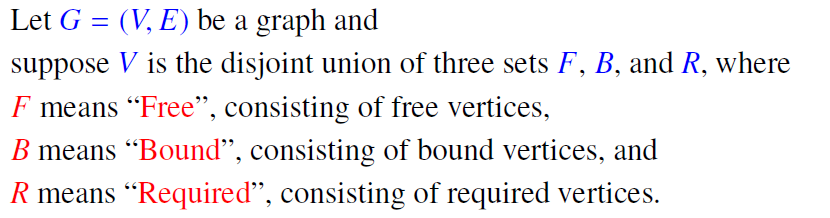 Let G = (V, E) be a graph and
suppose V is the disjoint union of three sets F, B, and R, where
F means “Free”, consisting of free vertices,
B means “Bound”, consisting of bound vertices, and
R means “Required”, consisting of required vertices.